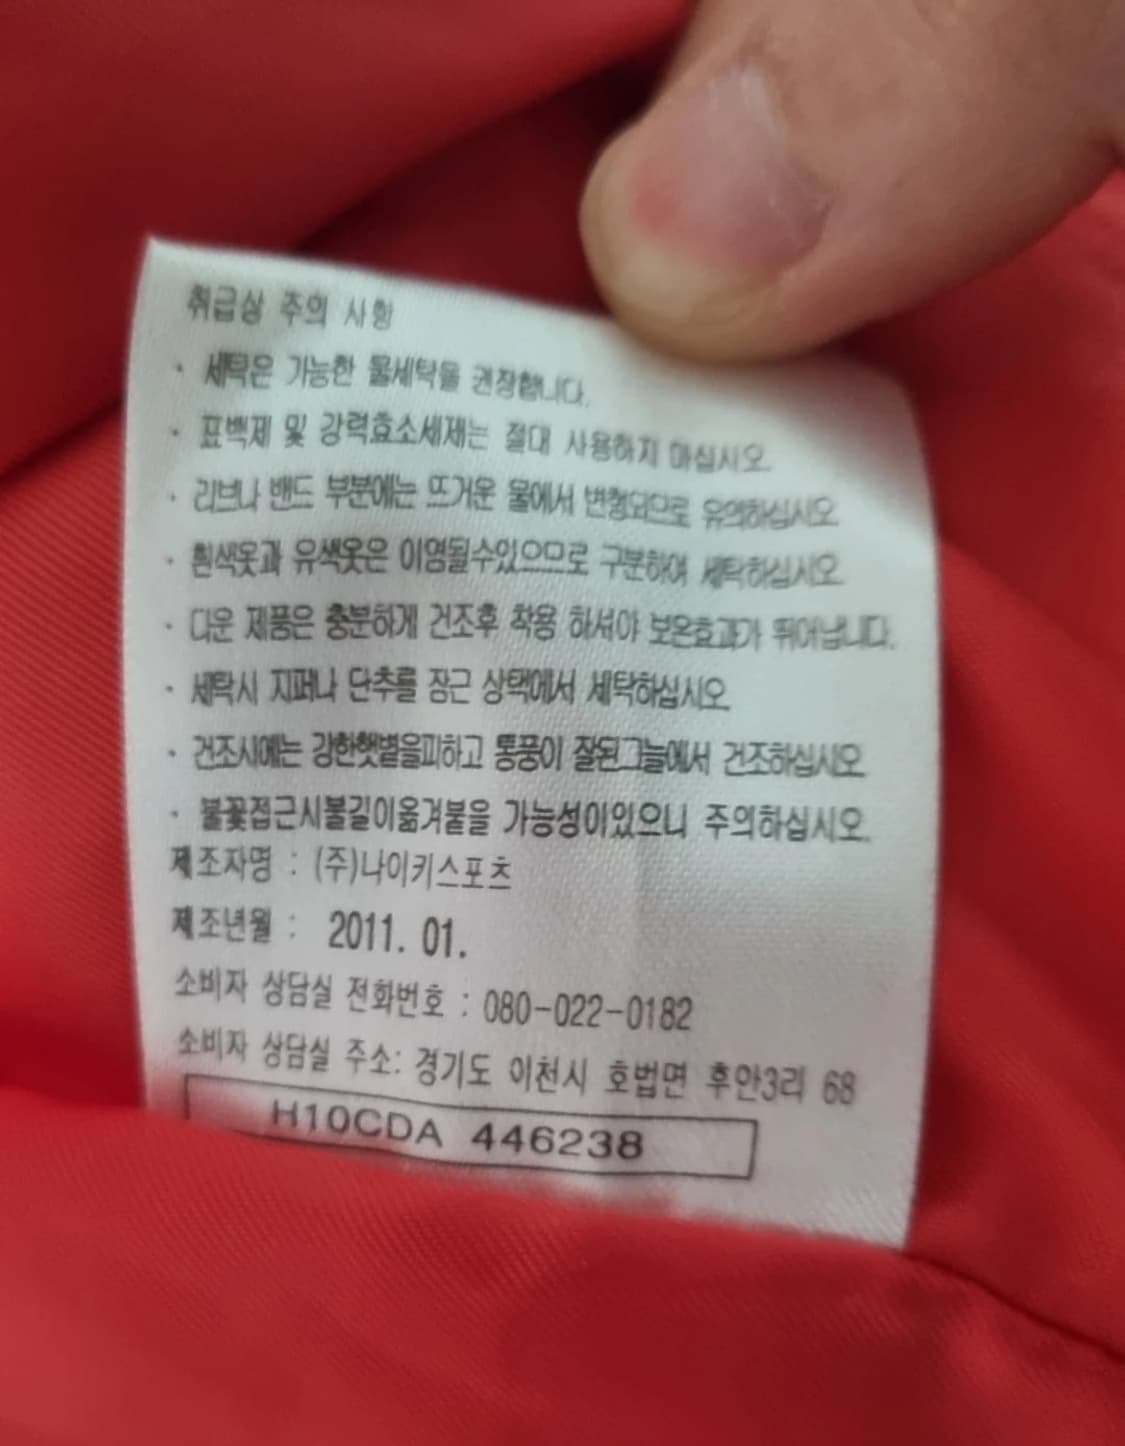 취급상 주의 사항
· 세탁은 가능한 물세탁을 권장합니다.
· 표백제 및 강력효소세제는 절대 사용하지 마십시오.
· 리브나 밴드 부분에는 뜨거운 물에서 변형되므로 유의하십시오.
· 흰색옷과 유색옷은 이염될수있으므로 구분하여 세탁하십시오.
· 다운 제품은 충분하게 건조후 착용 하셔야 보온효과가 뛰어납니다.
· 세탁시 지퍼나 단추를 잠근 상택에서 세탁하십시오.
· 건조시에는 강한햇볕을피하고 통풍이 잘된그늘에서 건조하십시오.
· 불꽃접근시불길이옮겨붙을 가능성이있으니 주의하십시오.
제조자명 : (주)나이키스포츠
제조년월 : 2011. 01.
소비자 상담실 전화번호 : 080-022-0182
소비자 상담실 주소: 경기도 이천시 호법면 후안3리 68
H10CDA 446238